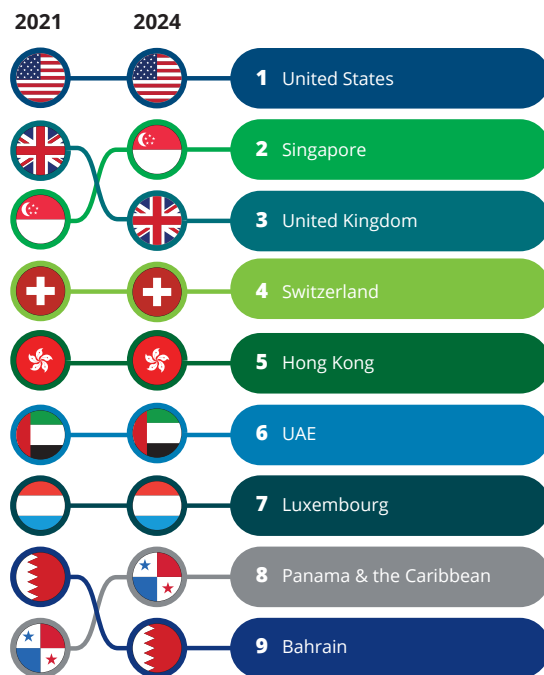 2021 2024
1 United States
2 Singapore
3 United Kingdom
4 Switzerland
5 Hong Kong
6 UAE
7 Luxembourg
8 Panama & the Caribbean
9 Bahrain